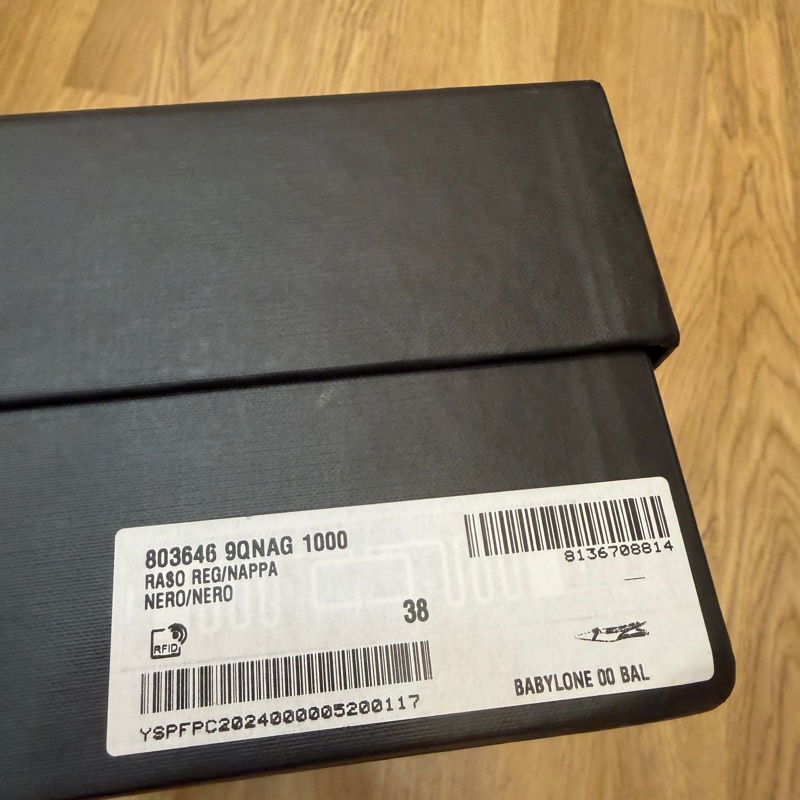 803646 9QNAG 1000
RASO REG/NAPPA
NERO/NERO
38
RFID
YSPFPC2024000005200117
8136708814
BABYLONE 00 BAL